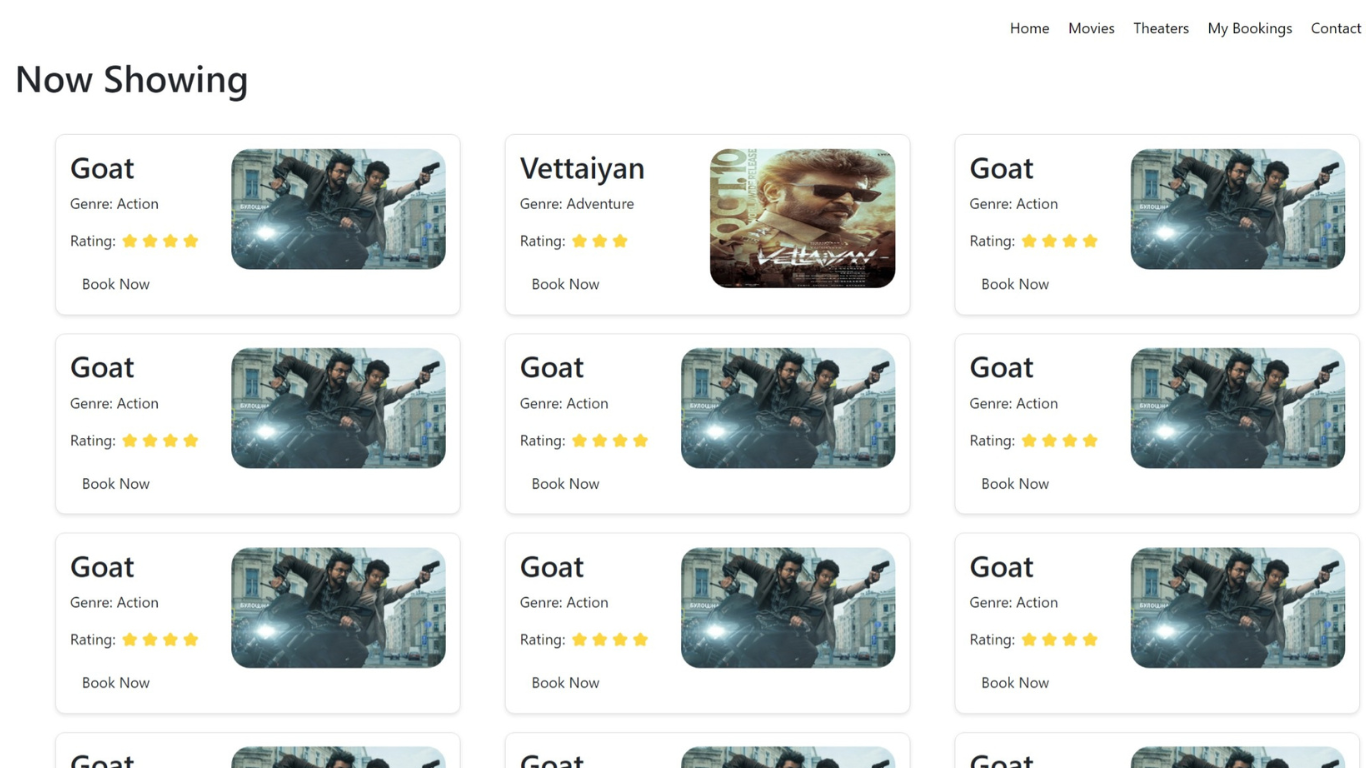 Home Movies Theaters My Bookings Contact
Now Showing
Goat
Genre: Action
Rating:
Book Now
Vettaiyan
Genre: Adventure
Rating:
Book Now
OCT.10
VETTAIYAN
Goat
Genre: Action
Rating:
Book Now
Goat
Genre: Action
Rating:
Book Now
Goat
Genre: Action
Rating:
Book Now
Goat
Genre: Action
Rating:
Book Now
Goat
Genre: Action
Rating:
Book Now
Goat
Genre: Action
Rating:
Book Now
Goat
Genre: Action
Rating:
Book Now
Goat
Goat
Goat